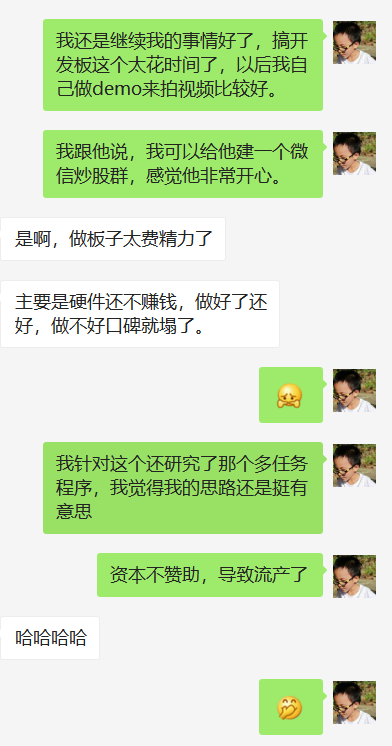 我还是继续我的事情好了，搞开
发板这个太花时间了，以后我自
己做demo来拍视频比较好。
我跟他说，我可以给他建一个微
信炒股群，感觉他非常开心。
是啊，做板子太费精力了
主要是硬件还不赚钱，做好了还
好，做不好口碑就塌了。
我针对这个还研究了那个多任务
程序，我觉得我的思路还是挺有
意思
资本不赞助，导致流产了
哈哈哈哈